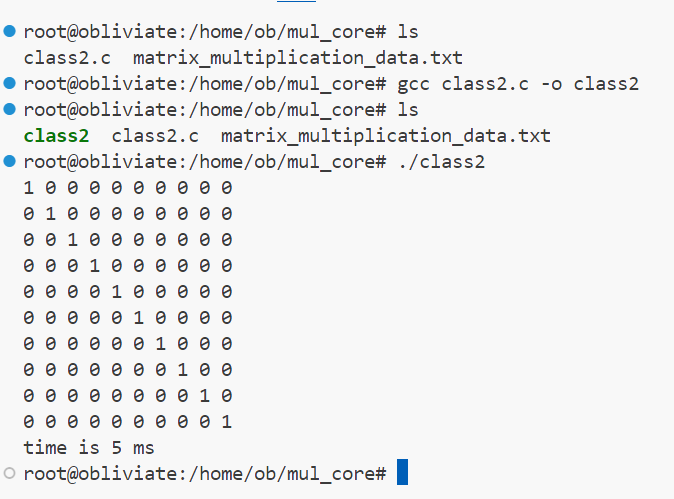 root@obliviate:/home/ob/mul_core# ls
class2.c  matrix_multiplication_data.txt
root@obliviate:/home/ob/mul_core# gcc class2.c -o class2
root@obliviate:/home/ob/mul_core# ls
class2  class2.c  matrix_multiplication_data.txt
root@obliviate:/home/ob/mul_core# ./class2
1 0 0 0 0 0 0 0 0 0
0 1 0 0 0 0 0 0 0 0
0 0 1 0 0 0 0 0 0 0
0 0 0 1 0 0 0 0 0 0
0 0 0 0 1 0 0 0 0 0
0 0 0 0 0 1 0 0 0 0
0 0 0 0 0 0 1 0 0 0
0 0 0 0 0 0 0 1 0 0
0 0 0 0 0 0 0 0 1 0
0 0 0 0 0 0 0 0 0 1
time is 5 ms
root@obliviate:/home/ob/mul_core#